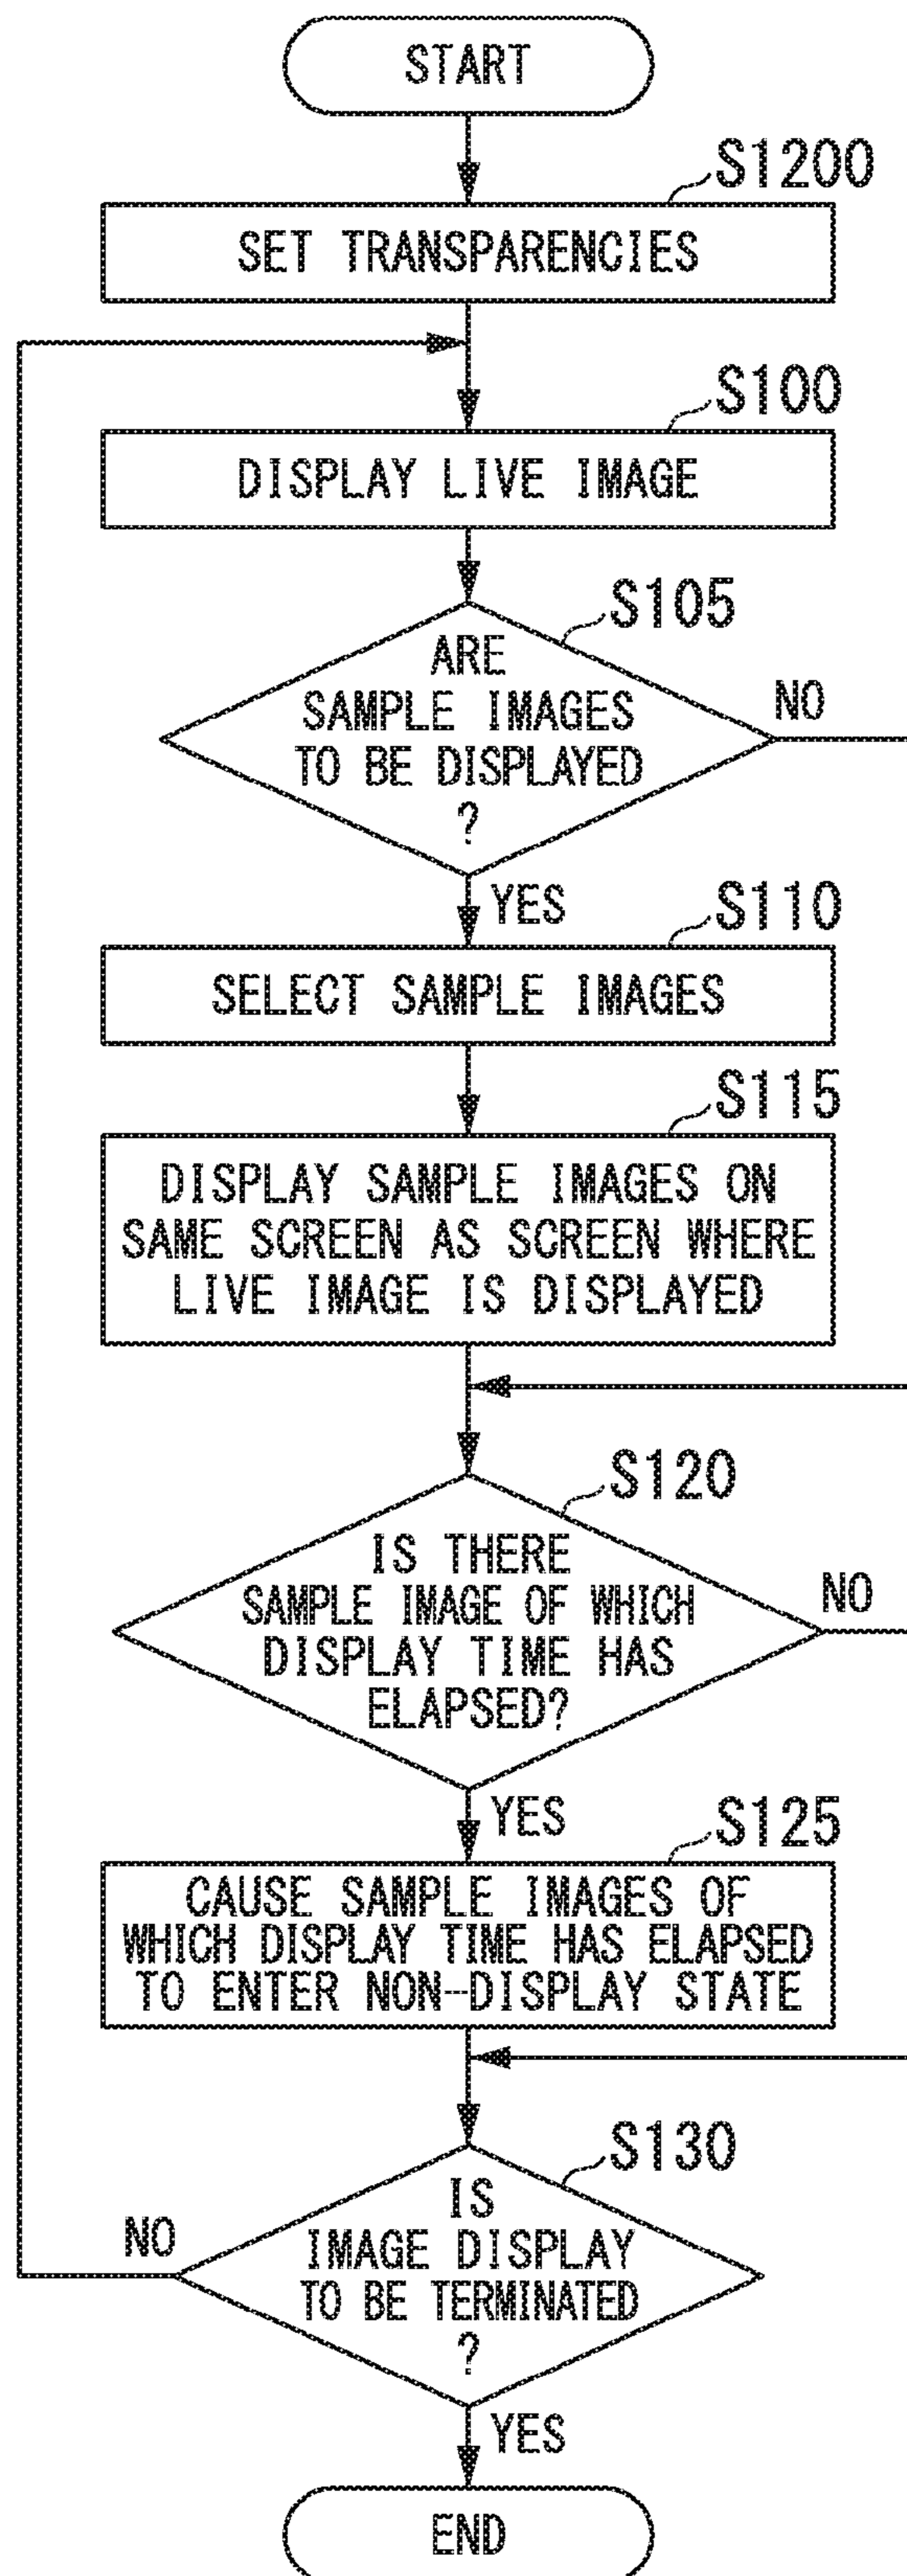 START
S1200
SET TRANSPARENCIES
S100
DISPLAY LIVE IMAGE
S105
ARE
SAMPLE IMAGES
TO BE DISPLAYED
?
NO
YES
S110
SELECT SAMPLE IMAGES
S115
DISPLAY SAMPLE IMAGES ON
SAME SCREEN AS SCREEN WHERE
LIVE IMAGE IS DISPLAYED
S120
IS THERE
SAMPLE IMAGE OF WHICH
DISPLAY TIME HAS
ELAPSED?
NO
YES
S125
CAUSE SAMPLE IMAGES OF
WHICH DISPLAY TIME HAS ELAPSED
TO ENTER NON-DISPLAY STATE
S130
IS
IMAGE DISPLAY
TO BE TERMINATED
?
NO
YES
END